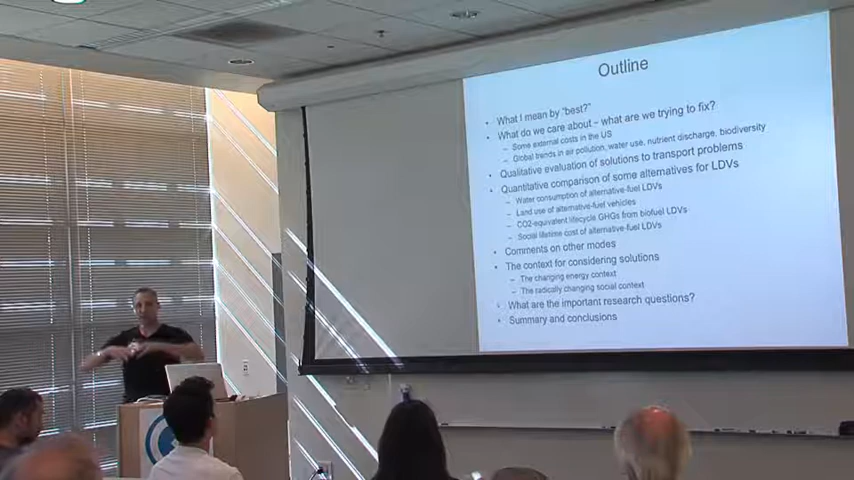 Outline
• What I mean by "best?"
• What do we care about – what are we trying to fix?
– Some external costs in the US
– Global trends in air pollution, water use, nutrient discharge, biodiversity
• Qualitative evaluation of solutions to transport problems
• Quantitative comparison of some alternatives for LDVs
– Water consumption of alternative-fuel LDVs
– Land use of alternative-fuel vehicles
– CO2-equivalent lifecycle GHGs from biofuel LDVs
– Social lifetime cost of alternative-fuel LDVs
• Comments on other modes
• The context for considering solutions
– The changing energy context
– The radically changing social context
• What are the important research questions?
• Summary and conclusions